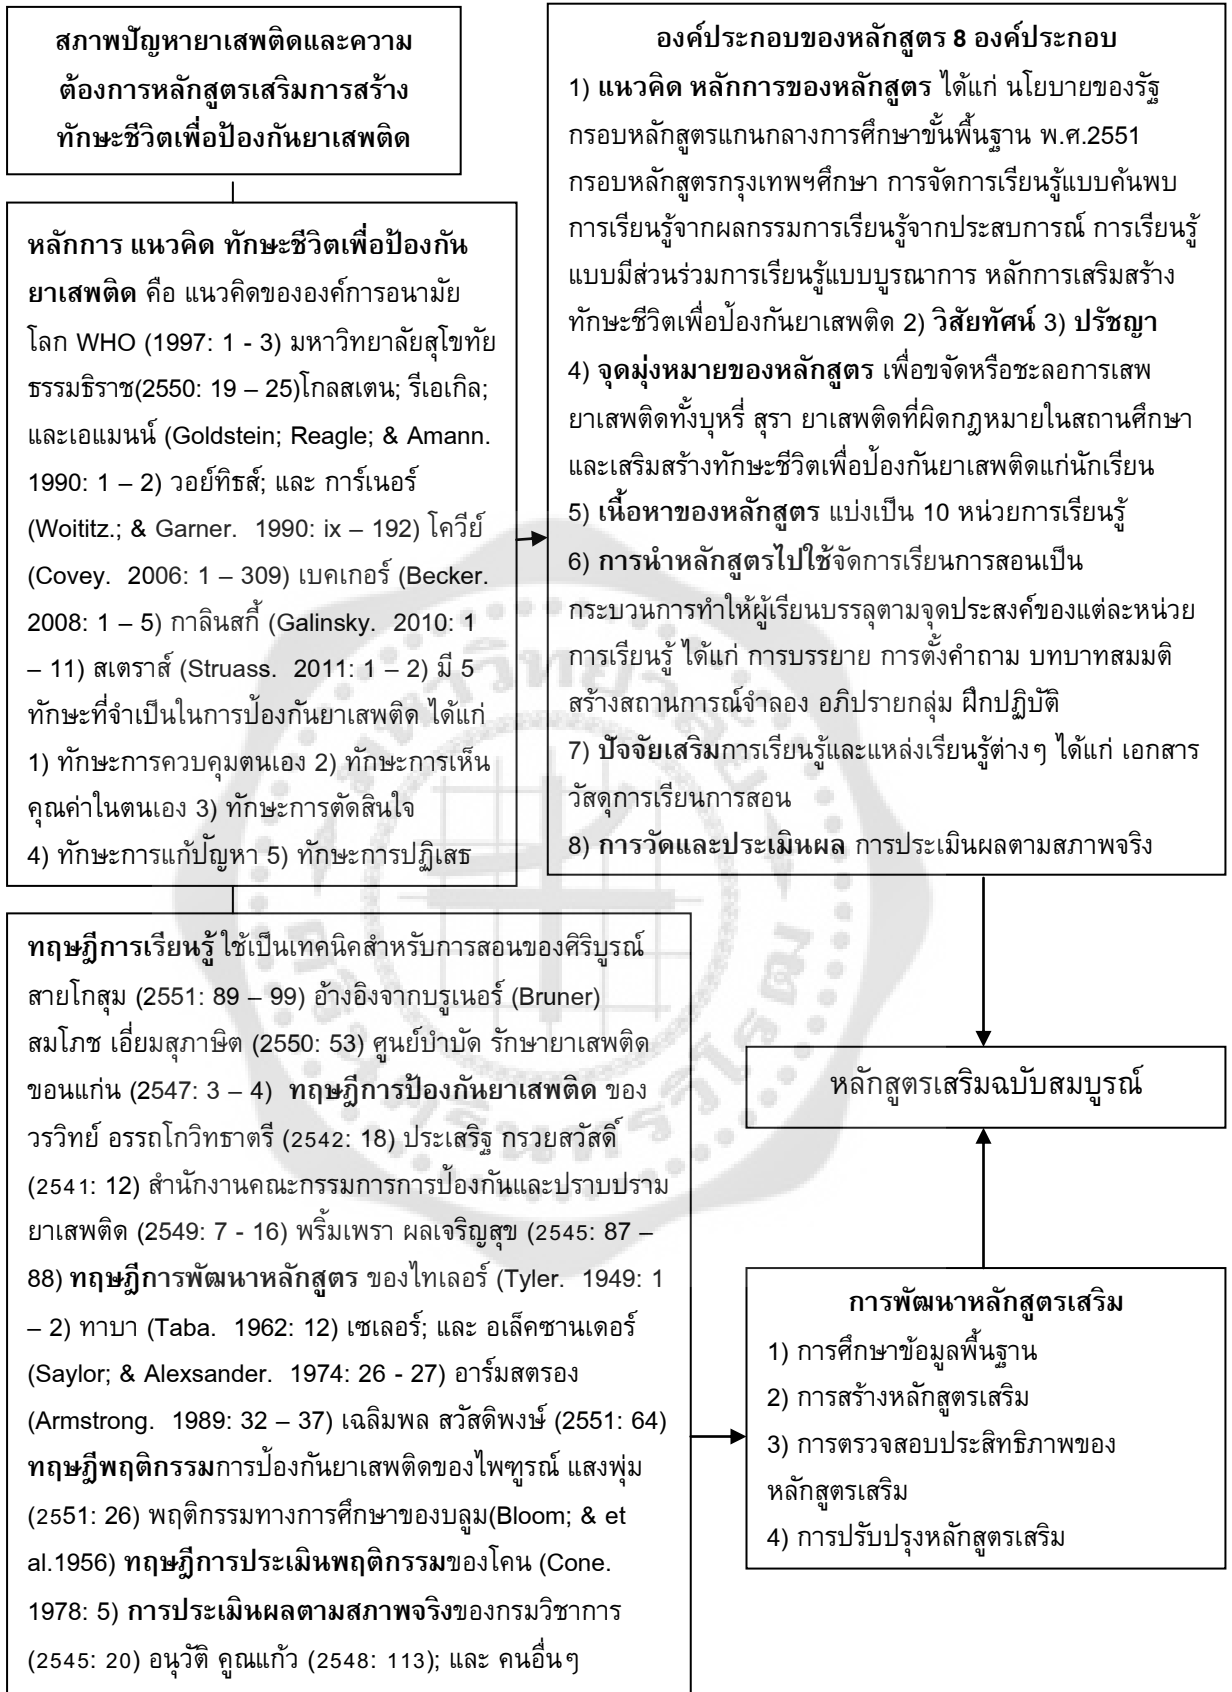 สภาพปัญหายาเสพติดและความ
ต้องการหลักสูตรเสริมการสร้าง
ทักษะชีวิตเพื่อป้องกันยาเสพติด
หลักการ แนวคิด ทักษะชีวิตเพื่อป้องกัน
ยาเสพติด คือ แนวคิดขององค์การอนามัย
โลก WHO (1997: 1 - 3) มหาวิทยาลัยสุโขทัย
ธรรมธิราช(2550: 19 – 25)โกลสเตน; รีเอเกิล;
และเอแมนน์ (Goldstein; Reagle; & Amann.
1990: 1 – 2) วอย์ทิธส์; และ การ์เนอร์
(Woititz.; & Garner. 1990: ix – 192) โควีย์
(Covey. 2006: 1 – 309) เบคเกอร์ (Becker.
2008: 1 – 5) กาลินสกี้ (Galinsky. 2010: 1
– 11) สเตราส์ (Struass. 2011: 1 – 2) มี 5
ทักษะที่จำเป็นในการป้องกันยาเสพติด ได้แก่
1) ทักษะการควบคุมตนเอง 2) ทักษะการเห็น
คุณค่าในตนเอง 3) ทักษะการตัดสินใจ
4) ทักษะการแก้ปัญหา 5) ทักษะการปฏิเสธ
ทฤษฎีการเรียนรู้ ใช้เป็นเทคนิคสำหรับการสอนของศิริบูรณ์
สายโกสุม (2551: 89 – 99) อ้างอิงจากบรูเนอร์ (Bruner)
สมโภช เอี่ยมสุภาษิต (2550: 53) ศูนย์บำบัด รักษายาเสพติด
ขอนแก่น (2547: 3 – 4) ทฤษฎีการป้องกันยาเสพติด ของ
วรวิทย์ อรรถโกวิทธาตรี (2542: 18) ประเสริฐ กรวยสวัสดิ์
(2541: 12) สำนักงานคณะกรรมการการป้องกันและปราบปราม
ยาเสพติด (2549: 7 - 16) พริ้มเพรา ผลเจริญสุข (2545: 87 –
88) ทฤษฎีการพัฒนาหลักสูตร ของไทเลอร์ (Tyler. 1949: 1
– 2) ทาบา (Taba. 1962: 12) เซเลอร์; และ อเล็คซานเดอร์
(Saylor; & Alexsander. 1974: 26 - 27) อาร์มสตรอง
(Armstrong. 1989: 32 – 37) เฉลิมพล สวัสดิพงษ์ (2551: 64)
ทฤษฎีพฤติกรรมการป้องกันยาเสพติดของไพฑูรณ์ แสงพุ่ม
(2551: 26) พฤติกรรมทางการศึกษาของบลูม(Bloom; & et
al.1956) ทฤษฎีการประเมินพฤติกรรมของโคน (Cone.
1978: 5) การประเมินผลตามสภาพจริงของกรมวิชาการ
(2545: 20) อนุวัติ คูณแก้ว (2548: 113); และ คนอื่นๆ
องค์ประกอบของหลักสูตร 8 องค์ประกอบ
1) แนวคิด หลักการของหลักสูตร ได้แก่ นโยบายของรัฐ
กรอบหลักสูตรแกนกลางการศึกษาขั้นพื้นฐาน พ.ศ.2551
กรอบหลักสูตรกรุงเทพฯศึกษา การจัดการเรียนรู้แบบค้นพบ
การเรียนรู้จากผลกรรมการเรียนรู้จากประสบการณ์ การเรียนรู้
แบบมีส่วนร่วมการเรียนรู้แบบบูรณาการ หลักการเสริมสร้าง
ทักษะชีวิตเพื่อป้องกันยาเสพติด 2) วิสัยทัศน์ 3) ปรัชญา
4) จุดมุ่งหมายของหลักสูตร เพื่อขจัดหรือชะลอการเสพ
ยาเสพติดทั้งบุหรี่ สุรา ยาเสพติดที่ผิดกฎหมายในสถานศึกษา
และเสริมสร้างทักษะชีวิตเพื่อป้องกันยาเสพติดแก่นักเรียน
5) เนื้อหาของหลักสูตร แบ่งเป็น 10 หน่วยการเรียนรู้
6) การนำหลักสูตรไปใช้จัดการเรียนการสอนเป็น
กระบวนการทำให้ผู้เรียนบรรลุตามจุดประสงค์ของแต่ละหน่วย
การเรียนรู้ ได้แก่ การบรรยาย การตั้งคำถาม บทบาทสมมติ
สร้างสถานการณ์จำลอง อภิปรายกลุ่ม ฝึกปฏิบัติ
7) ปัจจัยเสริมการเรียนรู้และแหล่งเรียนรู้ต่างๆ ได้แก่ เอกสาร
วัสดุการเรียนการสอน
8) การวัดและประเมินผล การประเมินผลตามสภาพจริง
หลักสูตรเสริมฉบับสมบูรณ์
การพัฒนาหลักสูตรเสริม
1) การศึกษาข้อมูลพื้นฐาน
2) การสร้างหลักสูตรเสริม
3) การตรวจสอบประสิทธิภาพของ
หลักสูตรเสริม
4) การปรับปรุงหลักสูตรเสริม
มหาวิทยาลัย
ศรีนครินทรวิโรฒ